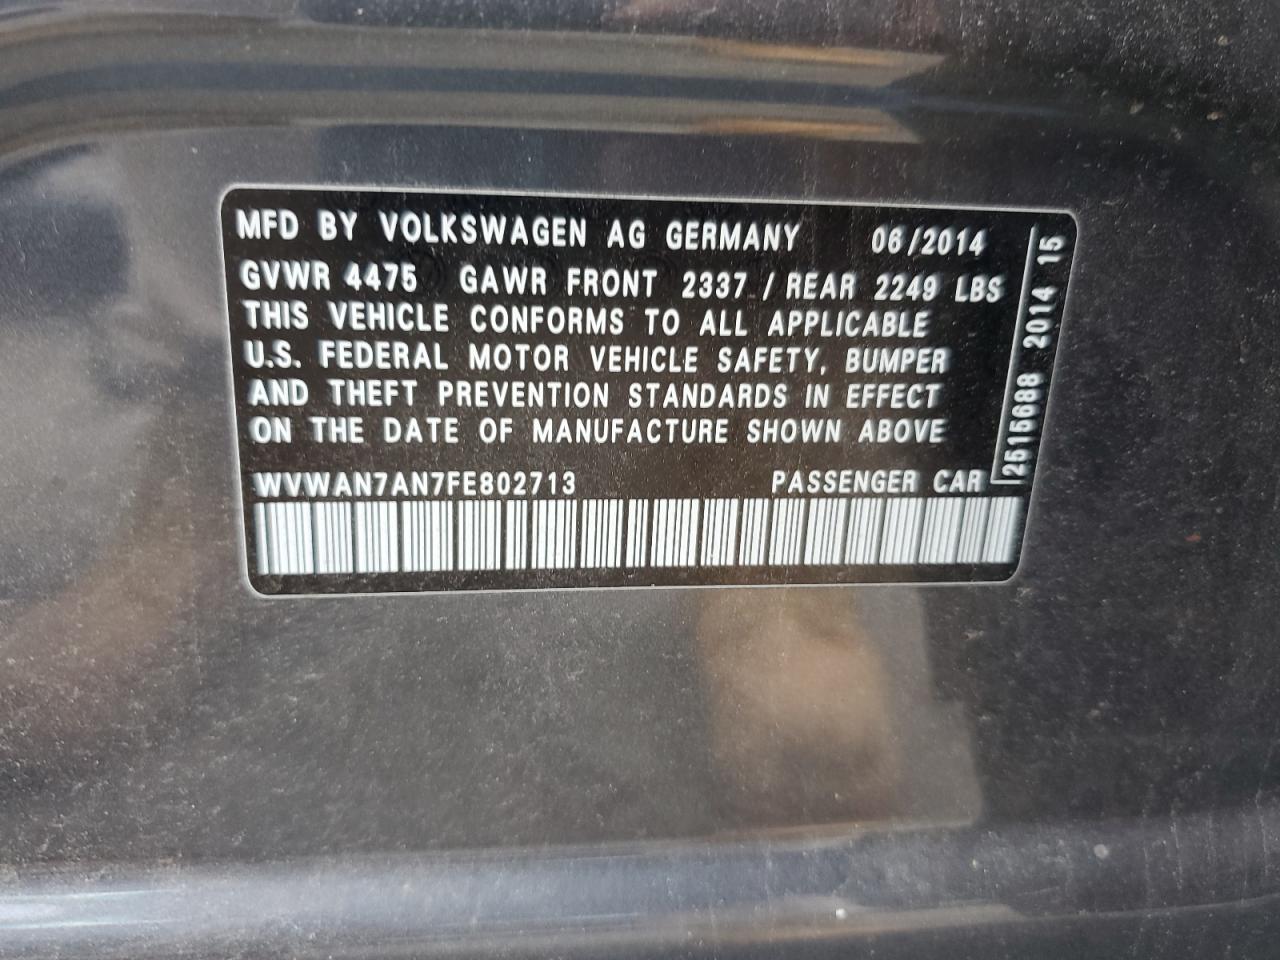 MFD BY VOLKSWAGEN AG GERMANY 06/2014
GVWR 4475 GAWR FRONT 2337 / REAR 2249 LBS
THIS VEHICLE CONFORMS TO ALL APPLICABLE
U.S. FEDERAL MOTOR VEHICLE SAFETY, BUMPER
AND THEFT PREVENTION STANDARDS IN EFFECT
ON THE DATE OF MANUFACTURE SHOWN ABOVE
WVWAN7AN7FE802713 PASSENGER CAR
2515688 2014 15